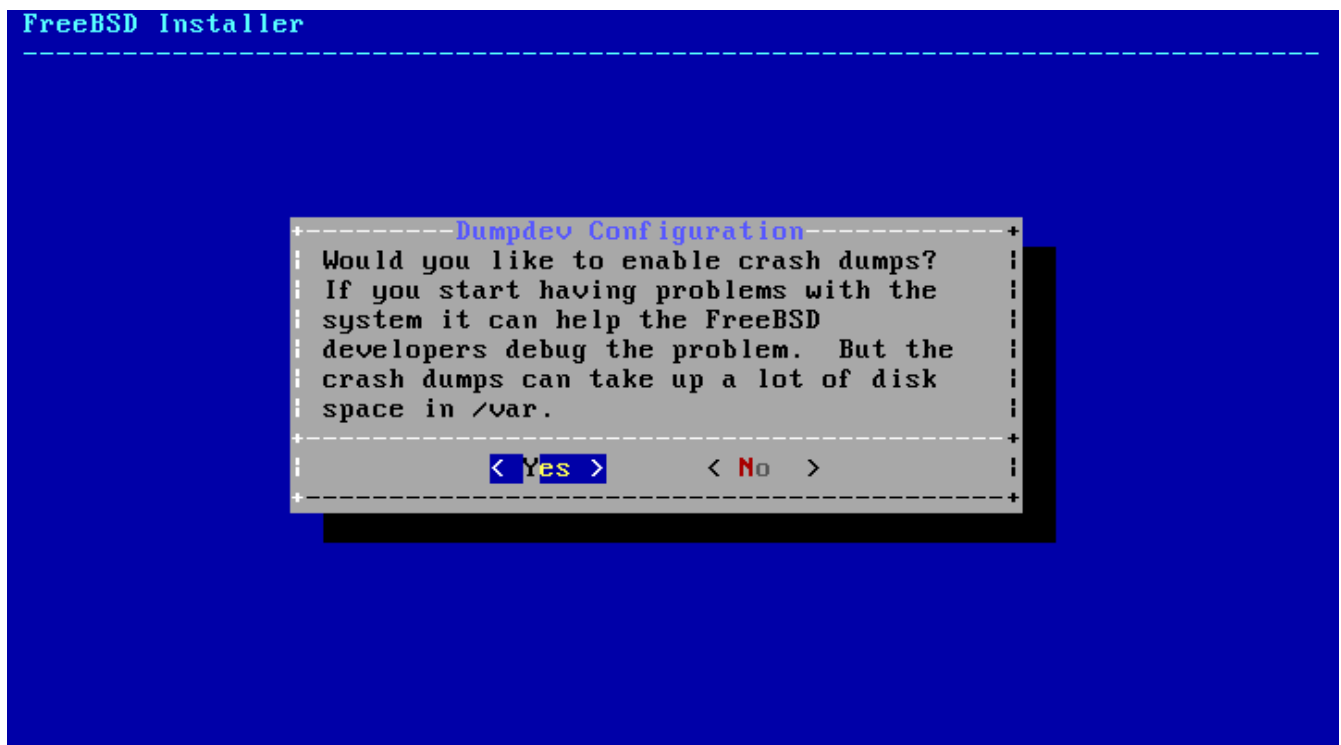 FreeBSD Installer
Dumpdev Configuration
Would you like to enable crash dumps?
If you start having problems with the
system it can help the FreeBSD
developers debug the problem.  But the
crash dumps can take up a lot of disk
space in /var.
< Yes > < No >